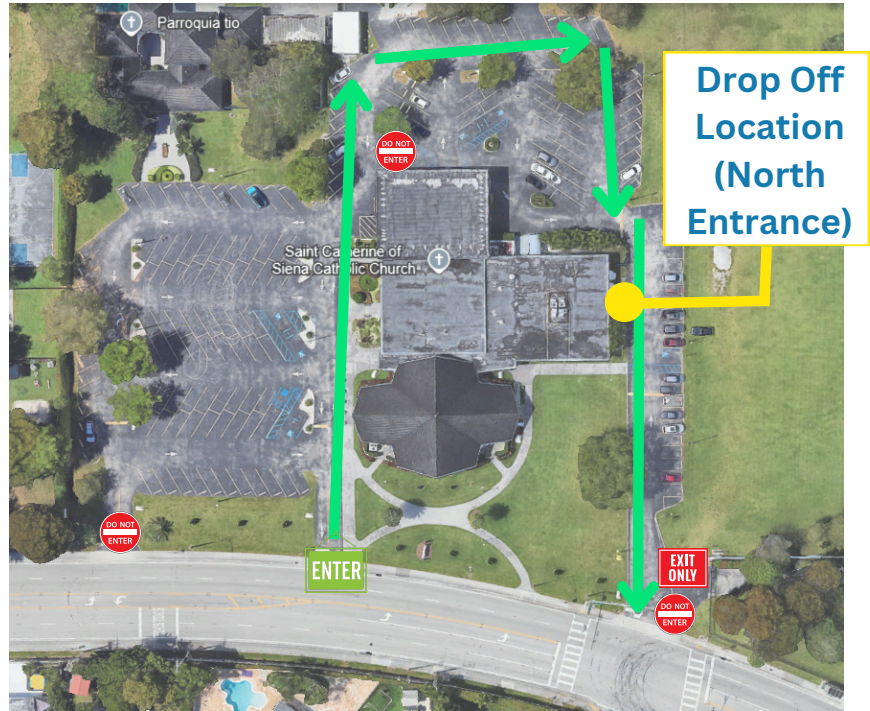 Parroquia tio
Drop Off
Location
(North
Entrance)
DO NOT
ENTER
Saint Catherine of
Siena Catholic Church
DO NOT
ENTER
ENTER
EXIT
ONLY
DO NOT
ENTER